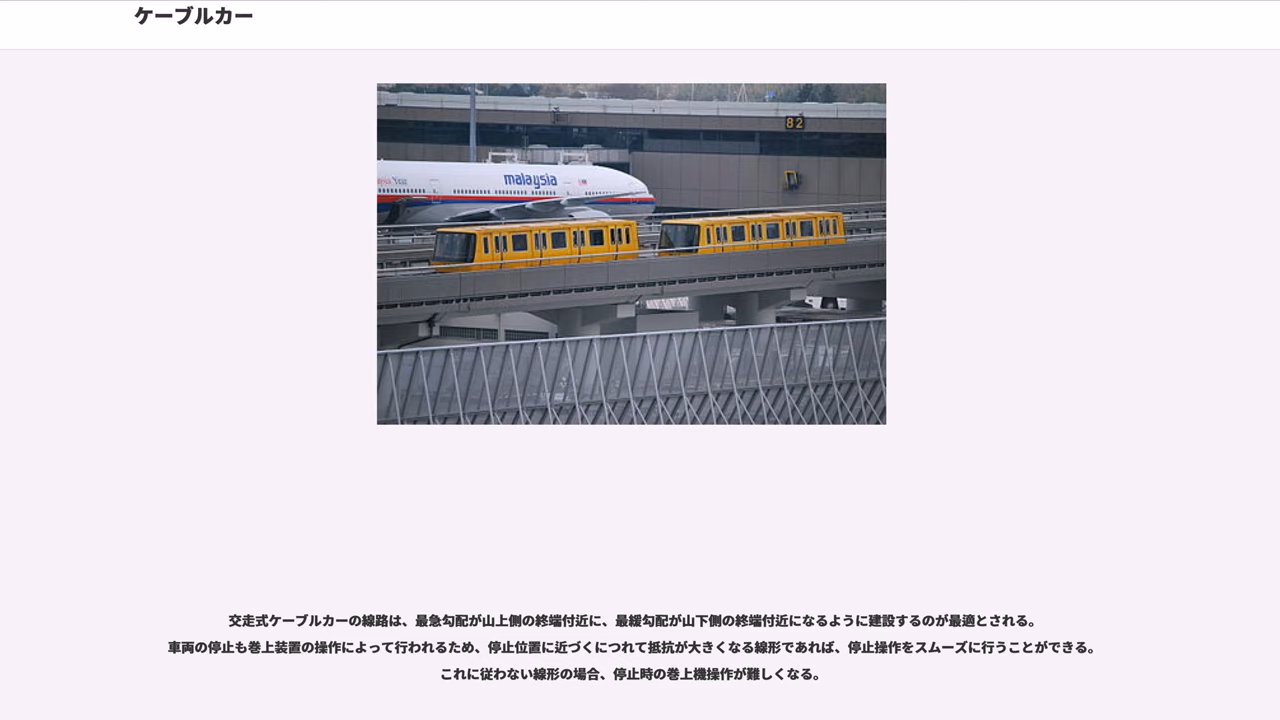 ケーブルカー
82
Year
malaysia
交走式ケーブルカーの線路は、最急勾配が山上側の終端付近に、最緩勾配が山下側の終端付近になるように建設するのが最適とされる。
車両の停止も巻上装置の操作によって行われるため、停止位置に近づくにつれて抵抗が大きくなる線形であれば、停止操作をスムーズに行うことができる。
これに従わない線形の場合、停止時の巻上機操作が難しくなる。